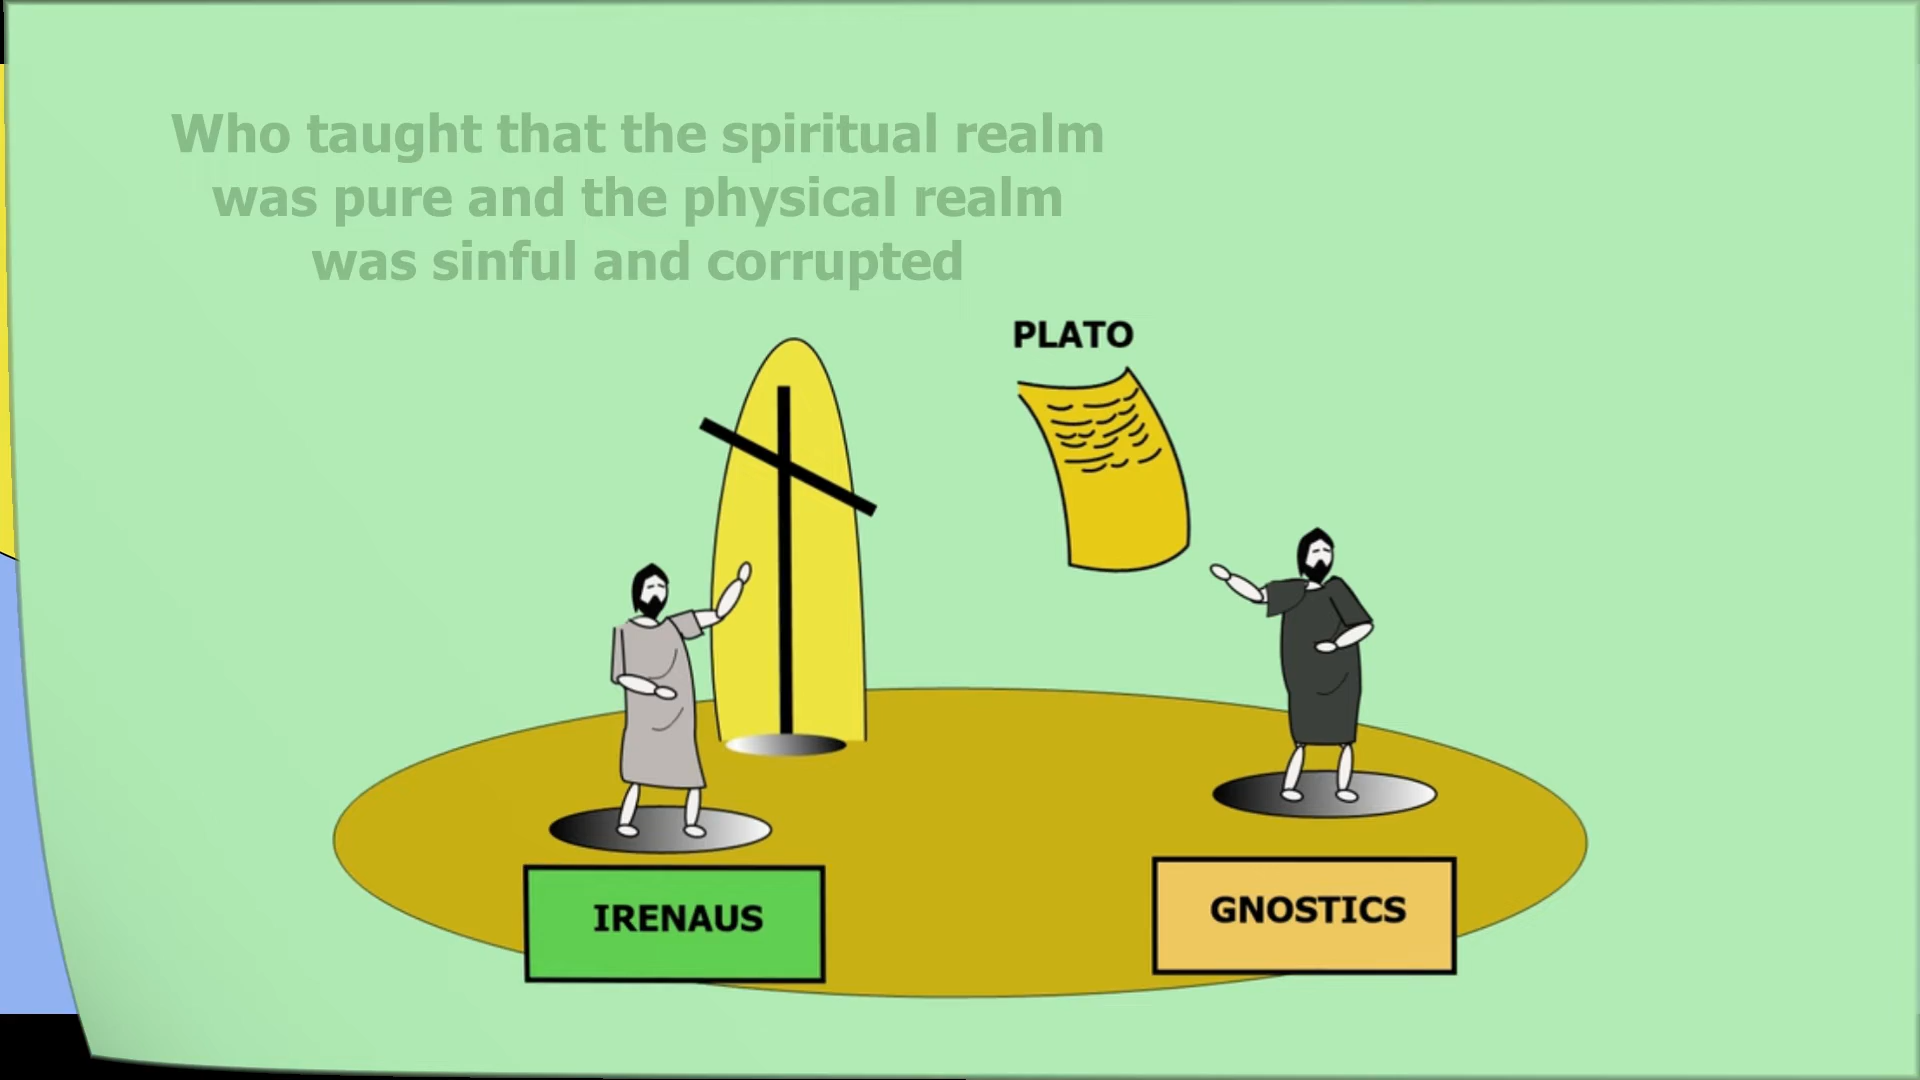 Who taught that the spiritual realm
was pure and the physical realm
was sinful and corrupted
PLATO
IRENAUS
GNOSTICS